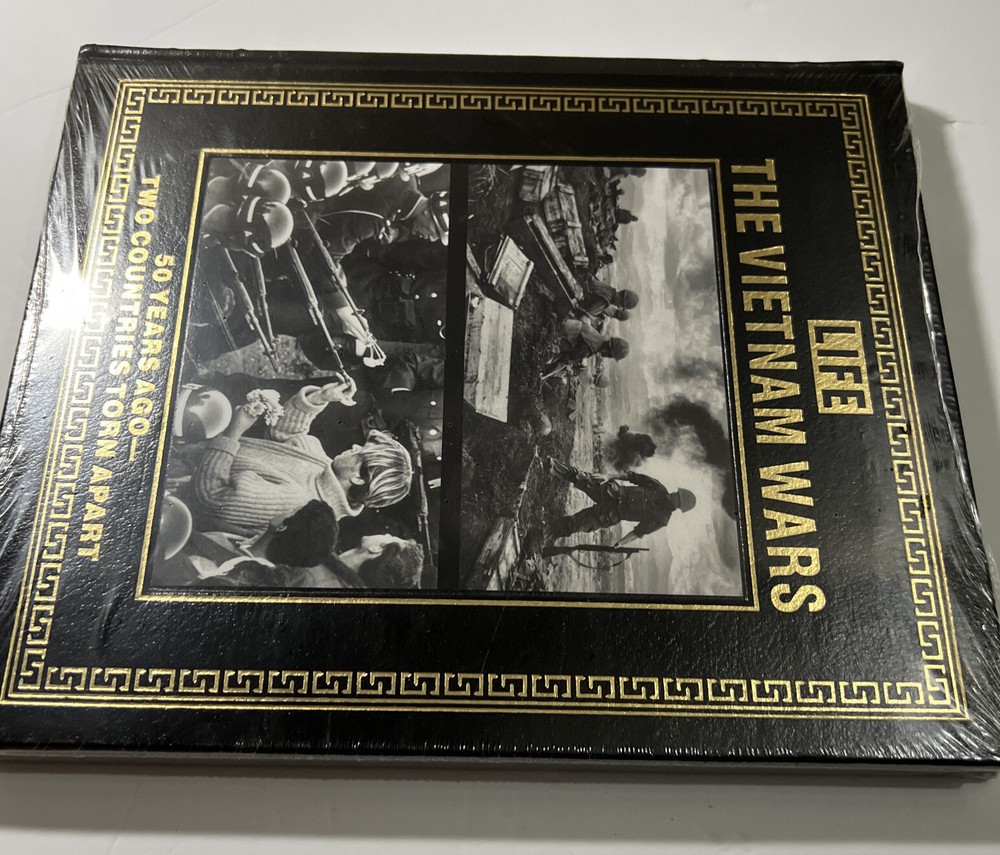 LIFE
THE VIETNAM WARS
50 YEARS AGO—
TWO COUNTRIES TORN APART